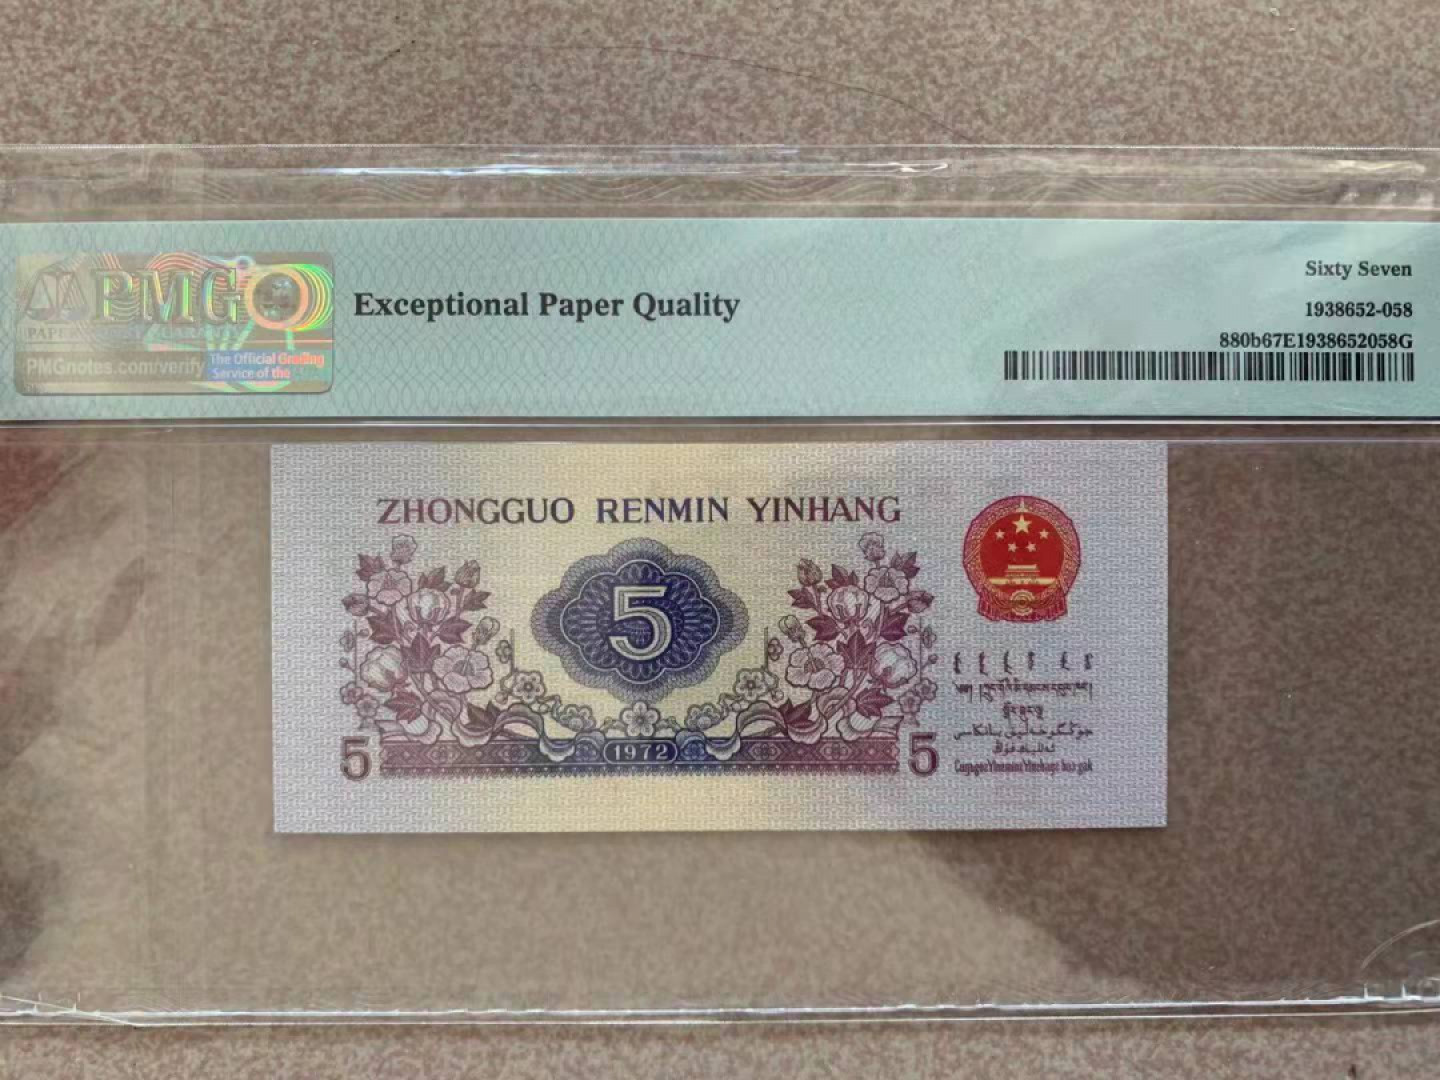 PMG
PMGnotes.com/verify
The Official Grading
Service of the
Exceptional Paper Quality
Sixty Seven
1938652-058
880b67E1938652058G
ZHONGGUO RENMIN YINHANG
5
1972
5
5